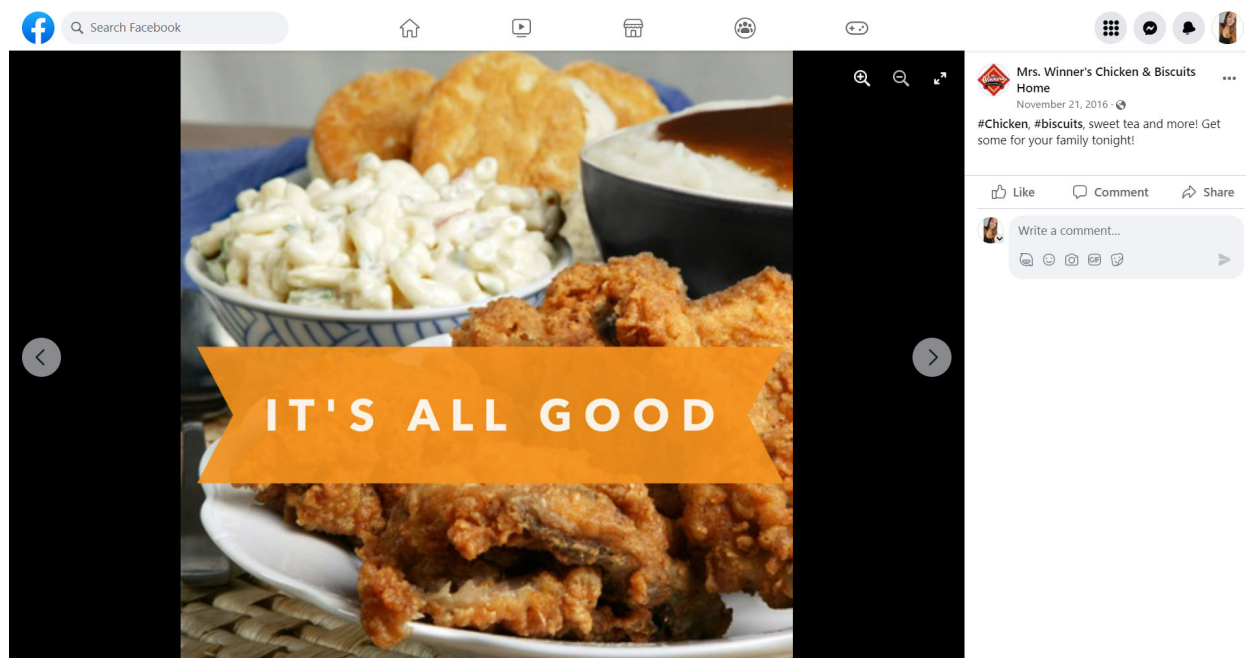 Search Facebook
Mrs. Winner's Chicken & Biscuits
Home
November 21, 2016 ·
#Chicken, #biscuits, sweet tea and more! Get
some for your family tonight!
Like Comment Share
Write a comment...
GIF
IT'S ALL GOOD